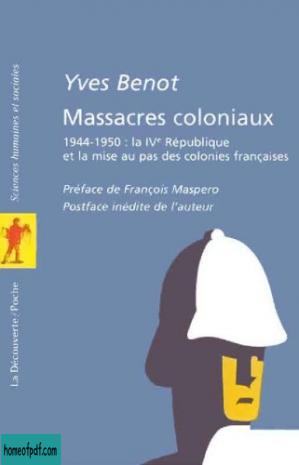 Yves Benot
Massacres coloniaux
1944-1950 : la IVe République
et la mise au pas des colonies françaises
Préface de François Maspero
Postface inédite de l'auteur
Sciences humaines et sociales
La Découverte/Poche
homeofpdf.com